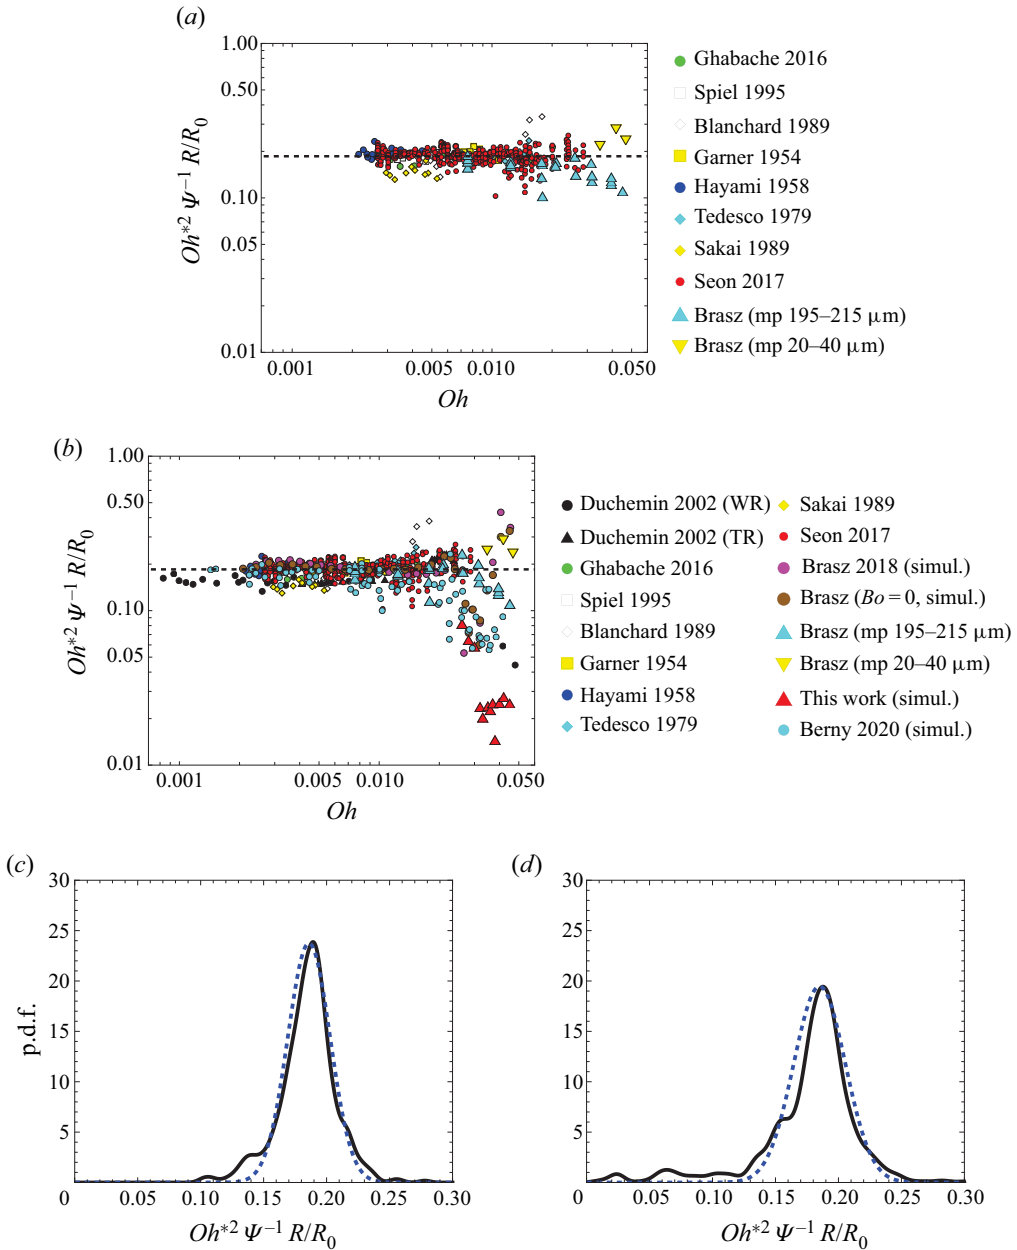 (a)
1.00
0.50
0.10
0.05
0.01
Oh*2 Ψ−1 R/R0
0.001 0.005 0.010 0.050
Oh
Ghabache 2016
Spiel 1995
Blanchard 1989
Garner 1954
Hayami 1958
Tedesco 1979
Sakai 1989
Seon 2017
Brasz (mp 195–215 μm)
Brasz (mp 20–40 μm)
(b)
1.00
0.50
0.10
0.05
0.01
Oh*2 Ψ−1 R/R0
0.001 0.005 0.010 0.050
Oh
Duchemin 2002 (WR)
Duchemin 2002 (TR)
Ghabache 2016
Spiel 1995
Blanchard 1989
Garner 1954
Hayami 1958
Tedesco 1979
Sakai 1989
Seon 2017
Brasz 2018 (simul.)
Brasz (Bo = 0, simul.)
Brasz (mp 195–215 μm)
Brasz (mp 20–40 μm)
This work (simul.)
Berny 2020 (simul.)
(c)
30
25
20
15
10
5
p.d.f.
0 0.05 0.10 0.15 0.20 0.25 0.30
Oh*2 Ψ−1 R/R0
(d)
30
25
20
15
10
5
0 0.05 0.10 0.15 0.20 0.25 0.30
Oh*2 Ψ−1 R/R0